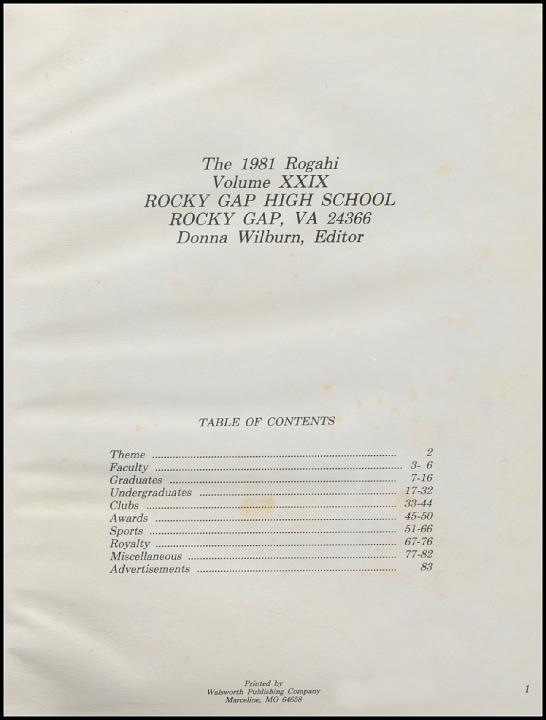 The 1981 Rogahi
Volume XXIX
ROCKY GAP HIGH SCHOOL
ROCKY GAP, VA 24366
Donna Wilburn, Editor
TABLE OF CONTENTS
Theme ........................ 2
Faculty ........................ 3- 6
Graduates ........................ 7-16
Undergraduates ........................ 17-32
Clubs ........................ 33-44
Awards ........................ 45-50
Sports ........................ 51-66
Royalty ........................ 67-76
Miscellaneous ........................ 77-82
Advertisements ........................ 83
Printed by
Walsworth Publishing Company
Marceline, MO 64658
1